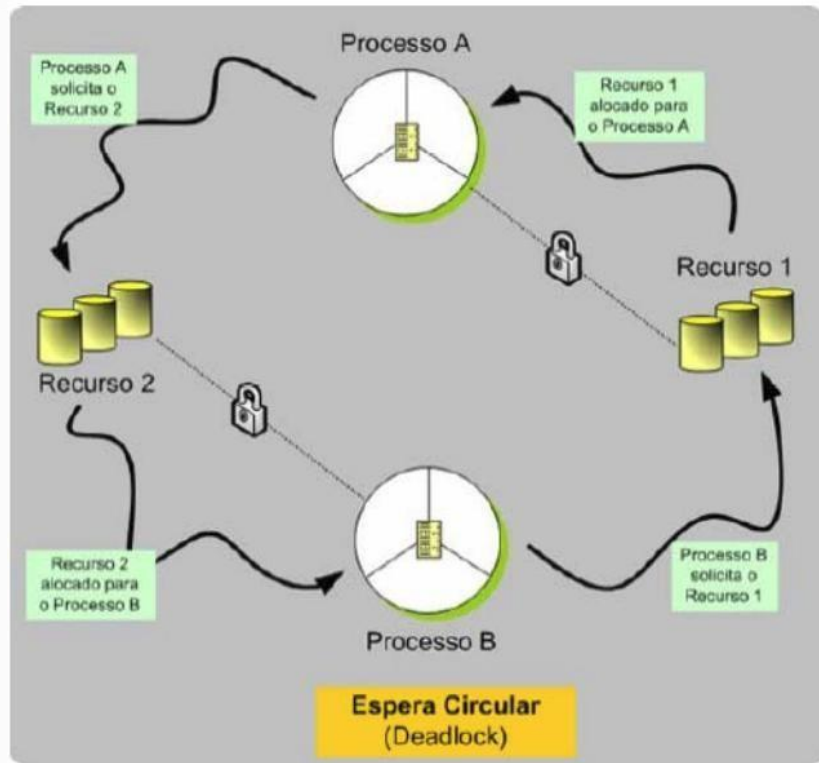 Processo A
Processo A
solicita o
Recurso 2
Recurso 1
alocado para
o Processo A
Recurso 1
Recurso 2
Recurso 2
alocado para
o Processo B
Processo B
solicita o
Recurso 1
Processo B
Espera Circular
(Deadlock)